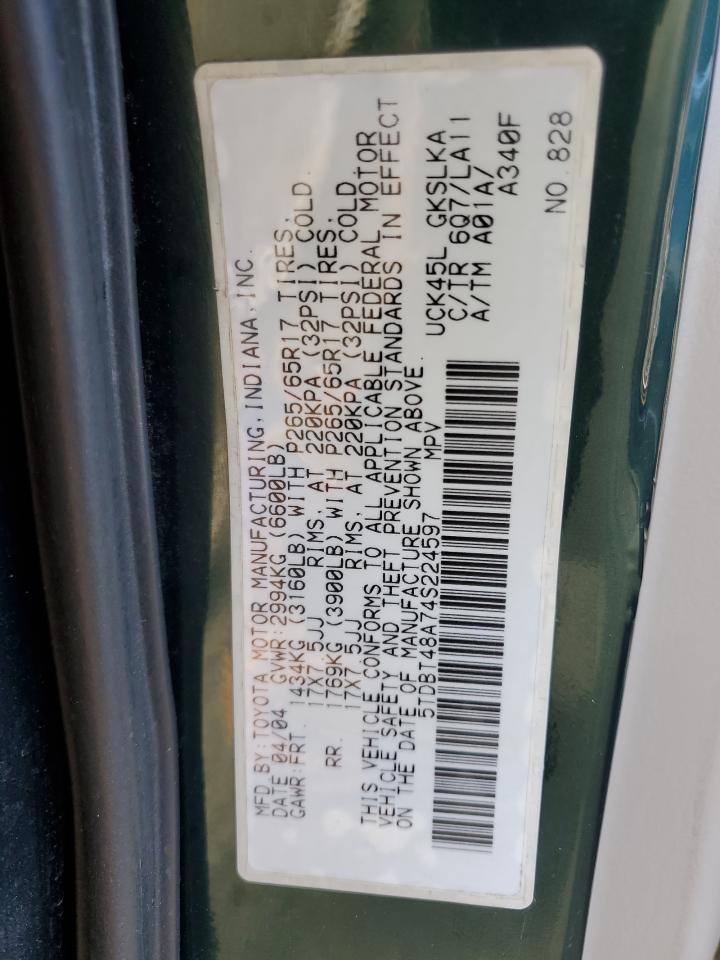 MFD.BY:TOYOTA MOTOR MANUFACTURING,INDIANA,INC.
DATE 04/04 GVWR:2994KG(6600LB)
GAWR:FRT. 1434KG (3160LB) WITH P265/65R17 TIRES,
17X7.5JJ RIMS, AT 220KPA (32PSI) COLD.
RR. 1769KG (3900LB) WITH P265/65R17 TIRES,
17X7.5JJ RIMS, AT 220KPA (32PSI) COLD.
THIS VEHICLE CONFORMS TO ALL APPLICABLE FEDERAL MOTOR
VEHICLE SAFETY AND THEFT PREVENTION STANDARDS IN EFFECT
ON THE DATE OF MANUFACTURE SHOWN ABOVE.
5TDBT48A74S224597 MPV
UCK45L GKSLKA
C/TR 6Q7/LA11
A/TM A01A/
A340F
NO.828